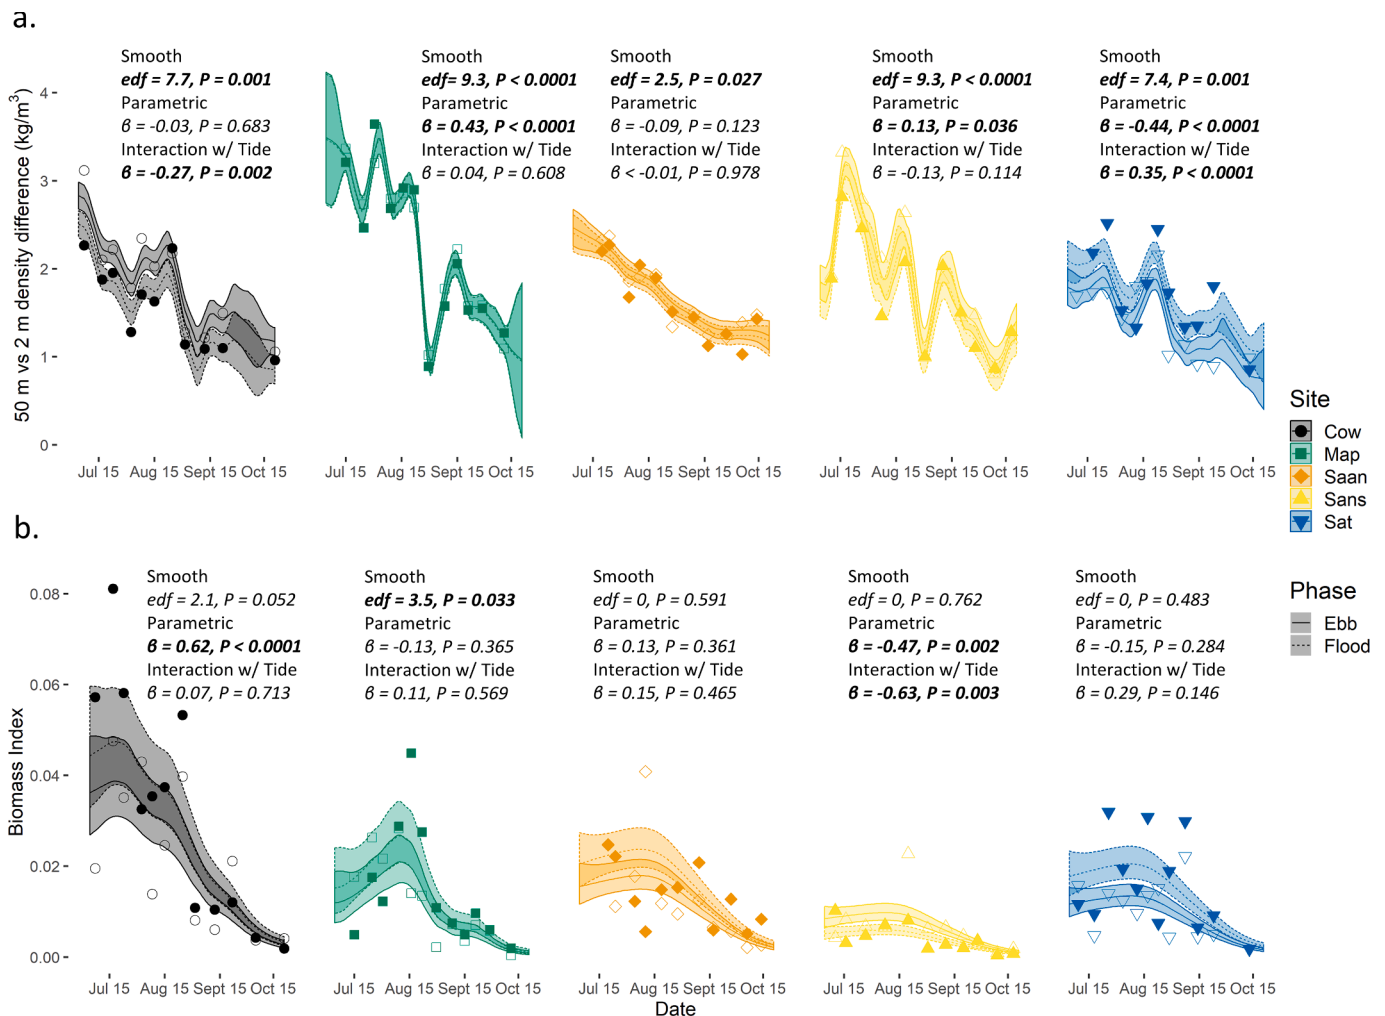 a.
50 m vs 2 m density difference (kg/m³)
4
3
2
1
0
Smooth
edf = 7.7, P = 0.001
Parametric
β = -0.03, P = 0.683
Interaction w/ Tide
β = -0.27, P = 0.002
Smooth
edf= 9.3, P < 0.0001
Parametric
β = 0.43, P < 0.0001
Interaction w/ Tide
β = 0.04, P = 0.608
Smooth
edf = 2.5, P = 0.027
Parametric
β = -0.09, P = 0.123
Interaction w/ Tide
β < -0.01, P = 0.978
Smooth
edf = 9.3, P < 0.0001
Parametric
β = 0.13, P = 0.036
Interaction w/ Tide
β = -0.13, P = 0.114
Smooth
edf = 7.4, P = 0.001
Parametric
β = -0.44, P < 0.0001
Interaction w/ Tide
β = 0.35, P < 0.0001
Jul 15 Aug 15 Sept 15 Oct 15
Jul 15 Aug 15 Sept 15 Oct 15
Jul 15 Aug 15 Sept 15 Oct 15
Jul 15 Aug 15 Sept 15 Oct 15
Jul 15 Aug 15 Sept 15 Oct 15
Site
Cow
Map
Saan
Sans
Sat
Phase
Ebb
Flood
b.
Biomass Index
0.08
0.06
0.04
0.02
0.00
Smooth
edf = 2.1, P = 0.052
Parametric
β = 0.62, P < 0.0001
Interaction w/ Tide
β = 0.07, P = 0.713
Smooth
edf = 3.5, P = 0.033
Parametric
β = -0.13, P = 0.365
Interaction w/ Tide
β = 0.11, P = 0.569
Smooth
edf = 0, P = 0.591
Parametric
β = 0.13, P = 0.361
Interaction w/ Tide
β = 0.15, P = 0.465
Smooth
edf = 0, P = 0.762
Parametric
β = -0.47, P = 0.002
Interaction w/ Tide
β = -0.63, P = 0.003
Smooth
edf = 0, P = 0.483
Parametric
β = -0.15, P = 0.284
Interaction w/ Tide
β = 0.29, P = 0.146
Jul 15 Aug 15 Sept 15 Oct 15
Jul 15 Aug 15 Sept 15 Oct 15
Jul 15 Aug 15 Sept 15 Oct 15
Jul 15 Aug 15 Sept 15 Oct 15
Jul 15 Aug 15 Sept 15 Oct 15
Date